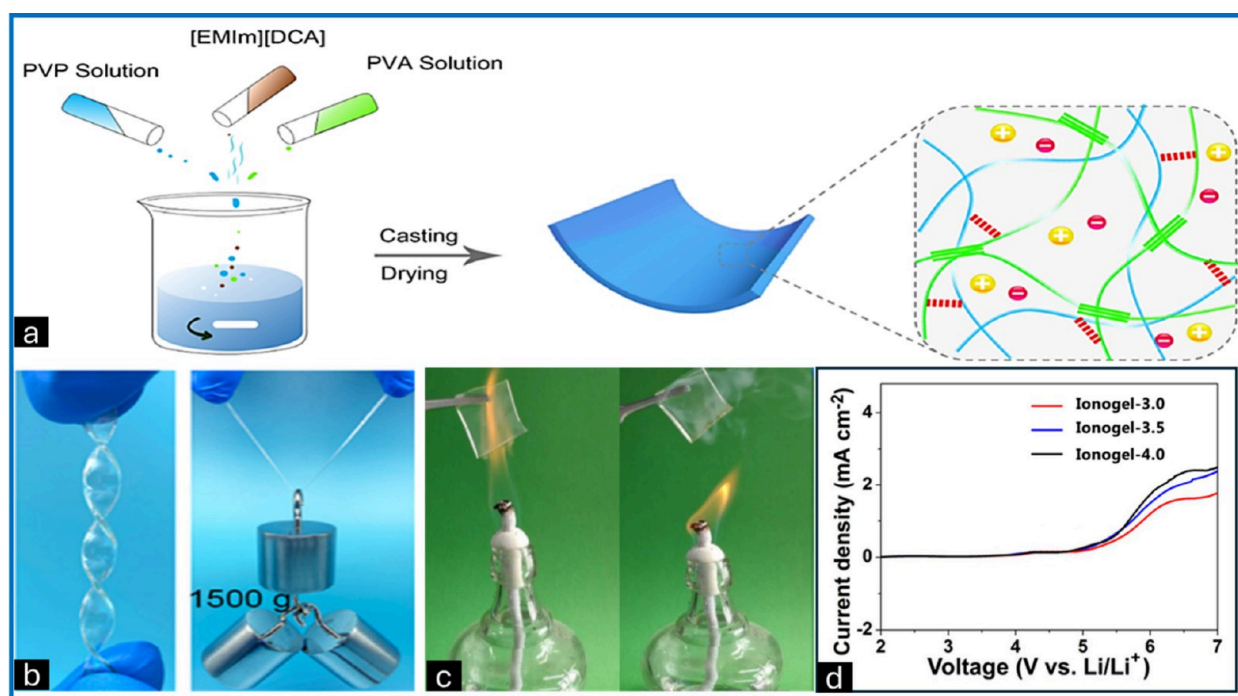 [EMIm][DCA]
PVP Solution
PVA Solution
Casting
Drying
a
1500 g
b
c
Current density (mA cm⁻²)
4
2
0
-2
Ionogel-3.0
Ionogel-3.5
Ionogel-4.0
2 3 4 5 6 7
Voltage (V vs. Li/Li⁺)
d